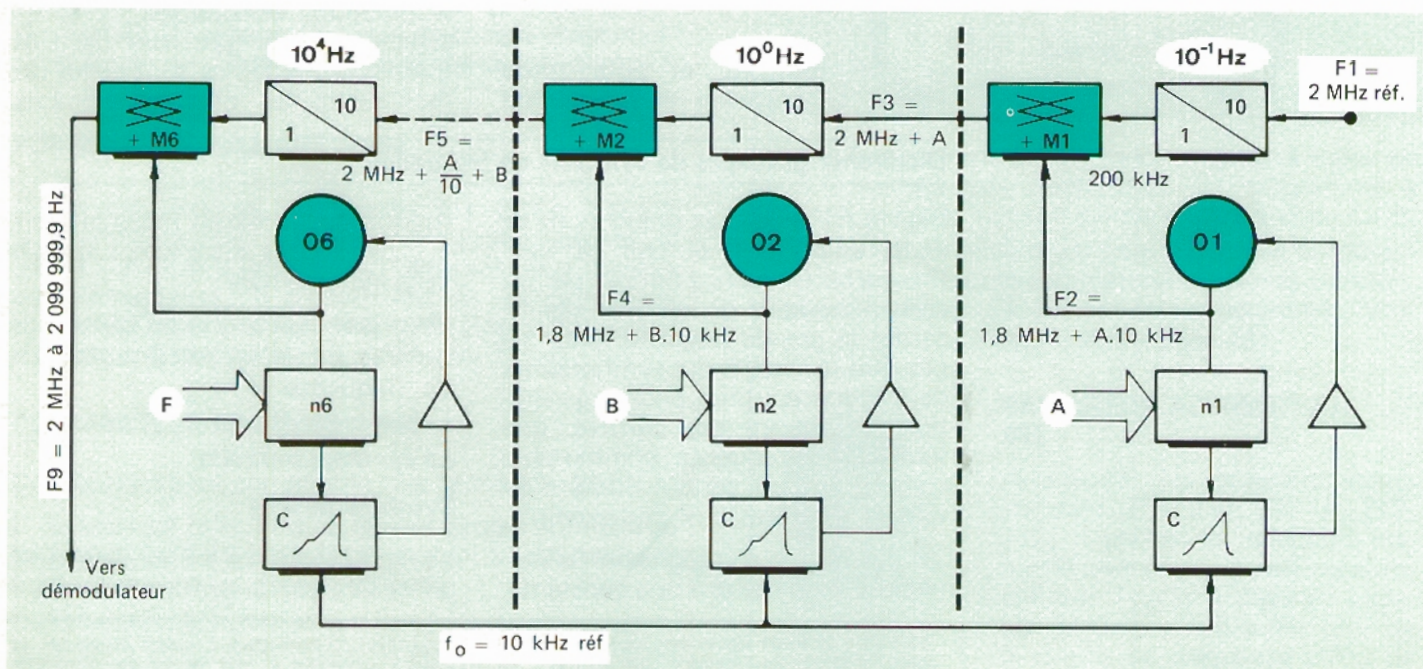 10⁴Hz
10⁰Hz
10⁻¹Hz
F1 =
2 MHz réf.
+ M6
10
1
F5 =
2 MHz + A/10 + B
+ M2
10
1
F3 =
2 MHz + A
+ M1
200 kHz
10
1
O6
O2
O1
F4 =
1,8 MHz + B.10 kHz
F2 =
1,8 MHz + A.10 kHz
F
n6
B
n2
A
n1
C
C
C
F9 = 2 MHz a 2 099 999,9 Hz
Vers
démodulateur
f₀ = 10 kHz réf